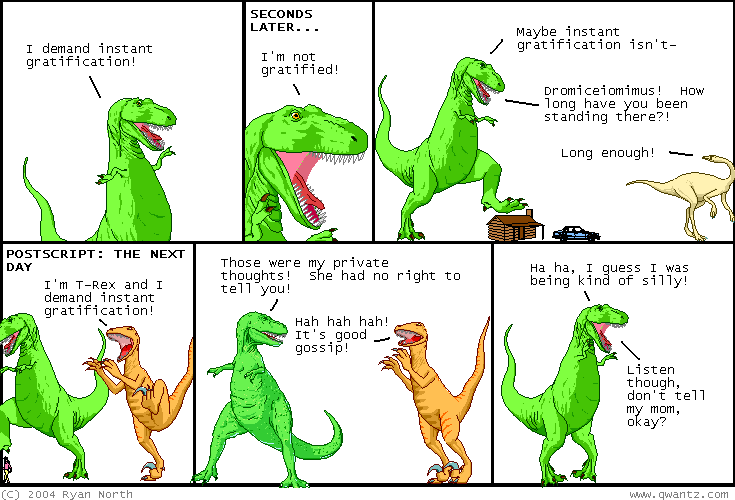 I demand instant
gratification!
SECONDS
LATER...
I'm not
gratified!
Maybe instant
gratification isn't-
Dromiceiomimus! How
long have you been
standing there?!
Long enough!
POSTSCRIPT: THE NEXT
DAY
I'm T-Rex and I
demand instant
gratification!
Those were my private
thoughts! She had no right to
tell you!
Hah hah hah!
It's good
gossip!
Ha ha, I guess I was
being kind of silly!
Listen
though,
don't tell
my mom,
okay?
(C) 2004 Ryan North
www.qwantz.com